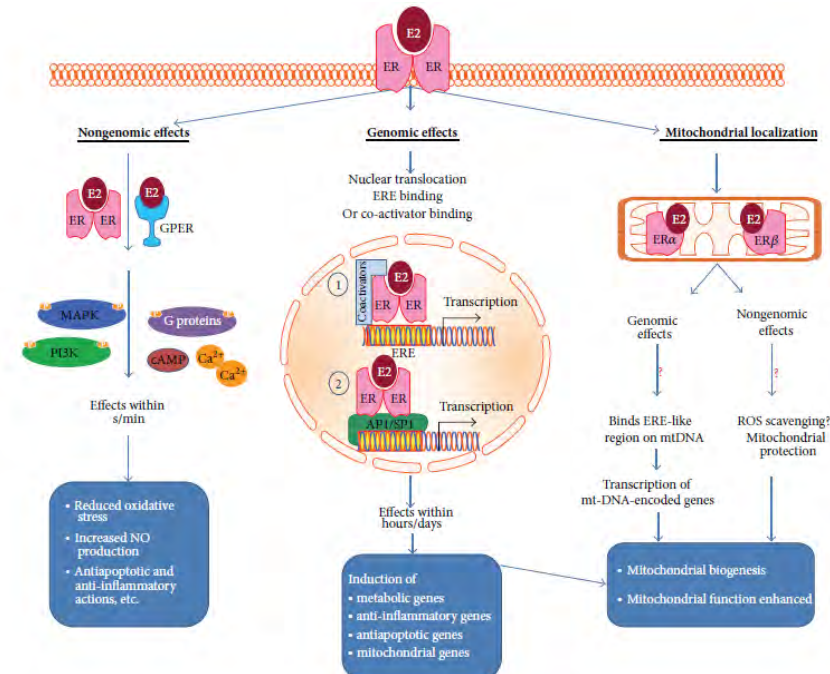 E2
ER ER
Nongenomic effects
E2
ER ER
E2
GPER
MAPK
G proteins
PI3K
cAMP
Ca²⁺
Ca²⁺
Effects within
s/min
• Reduced oxidative
stress
• Increased NO
production
• Antiapoptotic and
anti-inflammatory
actions, etc.
Genomic effects
Nuclear translocation
ERE binding
Or co-activator binding
1
Coactivators
E2
ER ER
Transcription
ERE
2
E2
ER ER
AP1/SP1
Transcription
Effects within
hours/days
Induction of
• metabolic genes
• anti-inflammatory genes
• antiapoptotic genes
• mitochondrial genes
Mitochondrial localization
E2
ERα
E2
ERβ
Genomic
effects
?
Binds ERE-like
region on mtDNA
Transcription of
mt-DNA-encoded genes
Nongenomic
effects
?
ROS scavenging?
Mitochondrial
protection
• Mitochondrial biogenesis
• Mitochondrial function enhanced